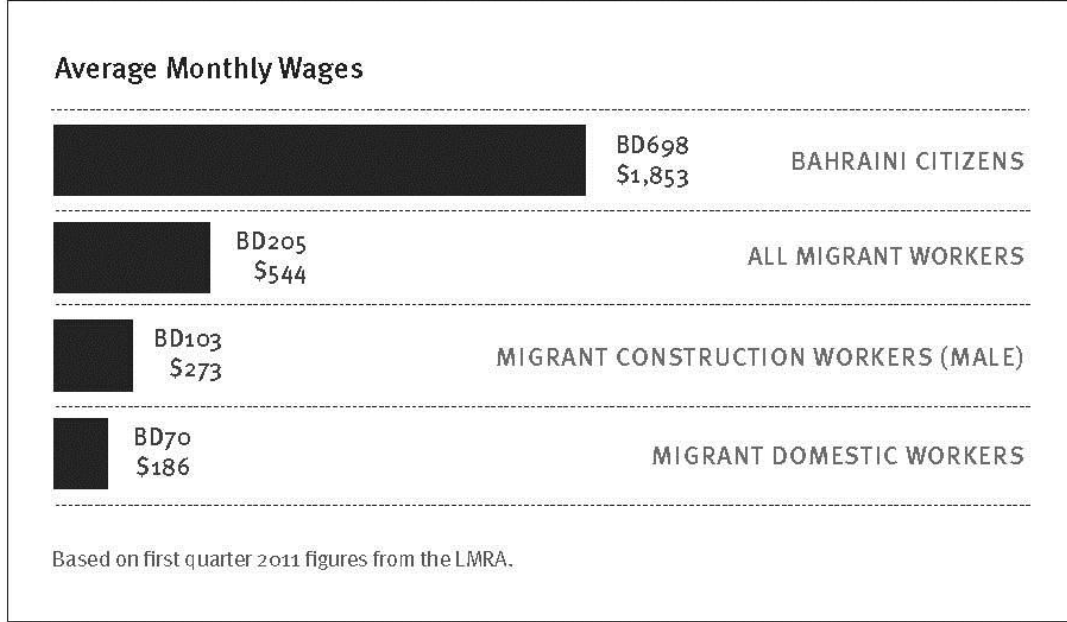 Average Monthly Wages
BD698
$1,853
BAHRAINI CITIZENS
BD205
$544
ALL MIGRANT WORKERS
BD103
$273
MIGRANT CONSTRUCTION WORKERS (MALE)
BD70
$186
MIGRANT DOMESTIC WORKERS
Based on first quarter 2011 figures from the LMRA.